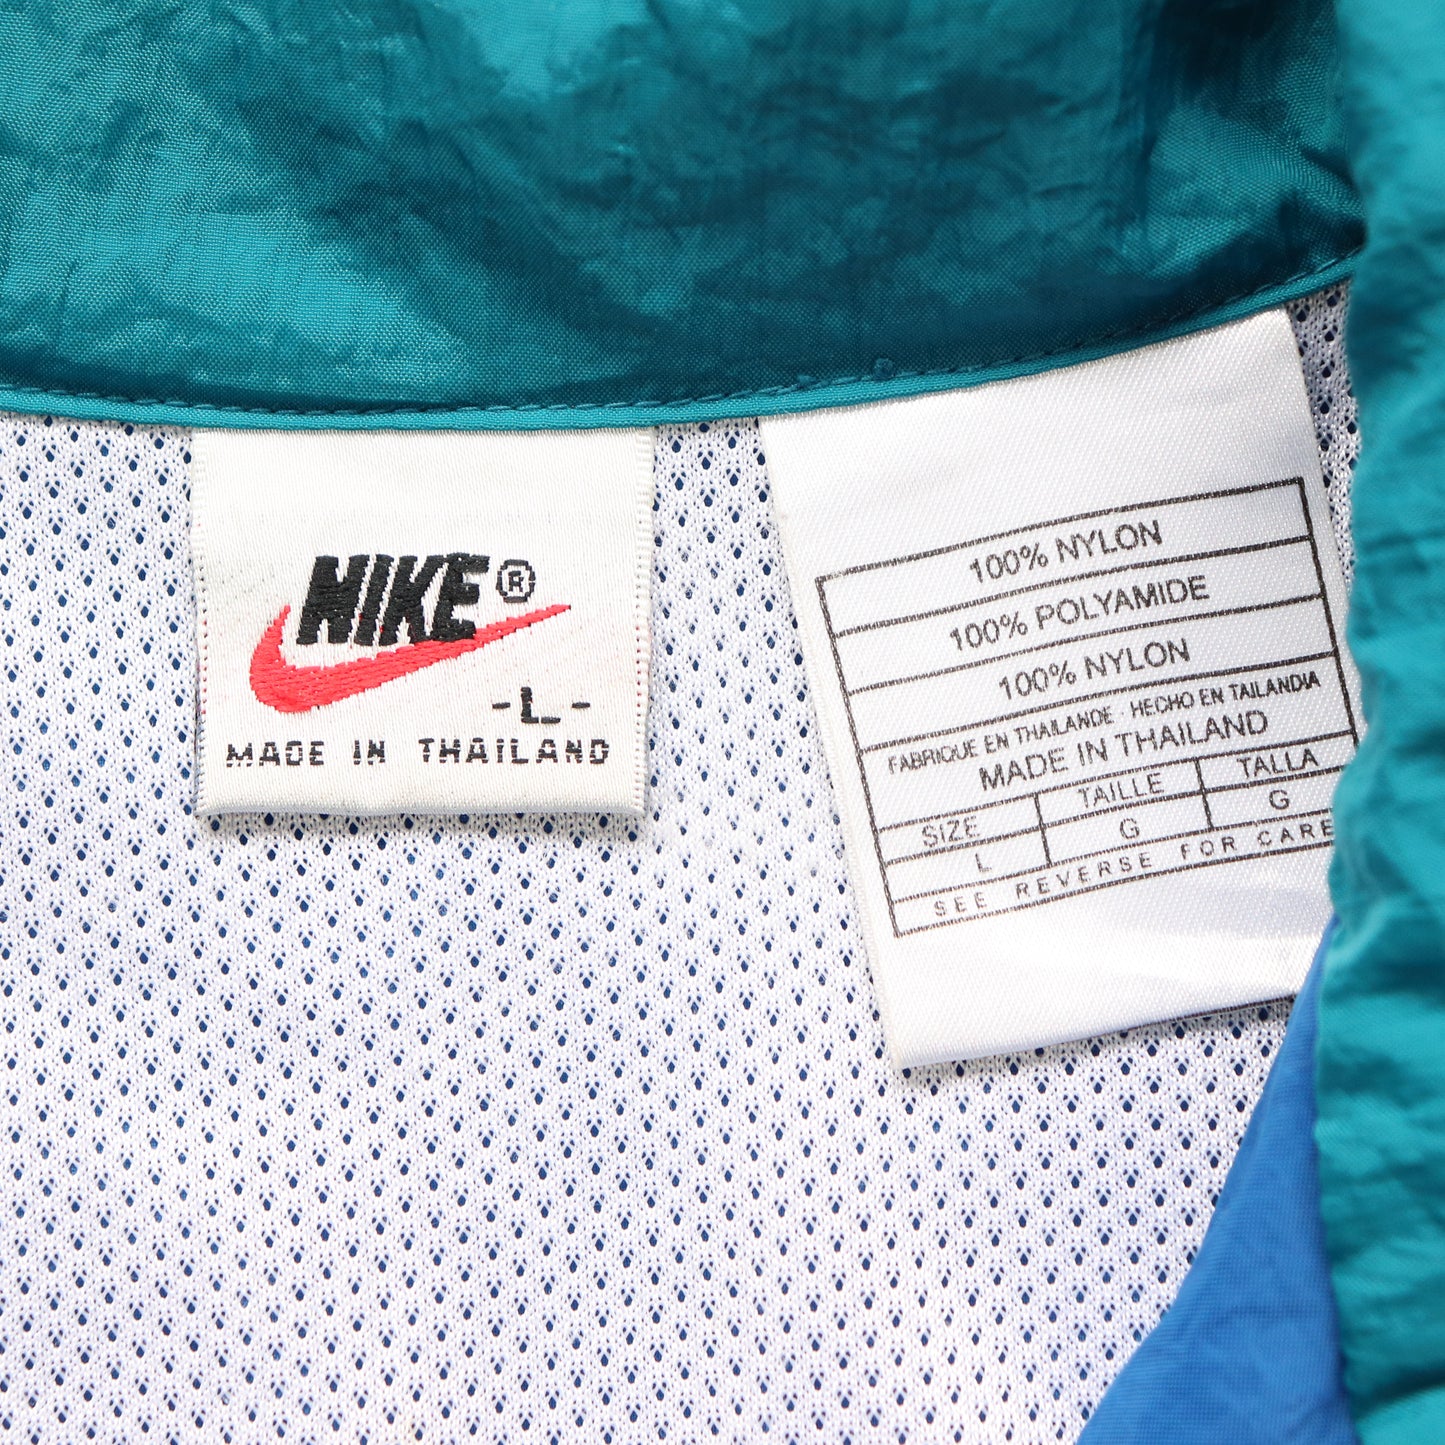 NIKE®
-L-
MADE IN THAILAND
100% NYLON
100% POLYAMIDE
100% NYLON
FABRIQUE EN THAILANDE · HECHO EN TAILANDIA
MADE IN THAILAND
SIZE TAILLE TALLA
L G G
SEE REVERSE FOR CARE